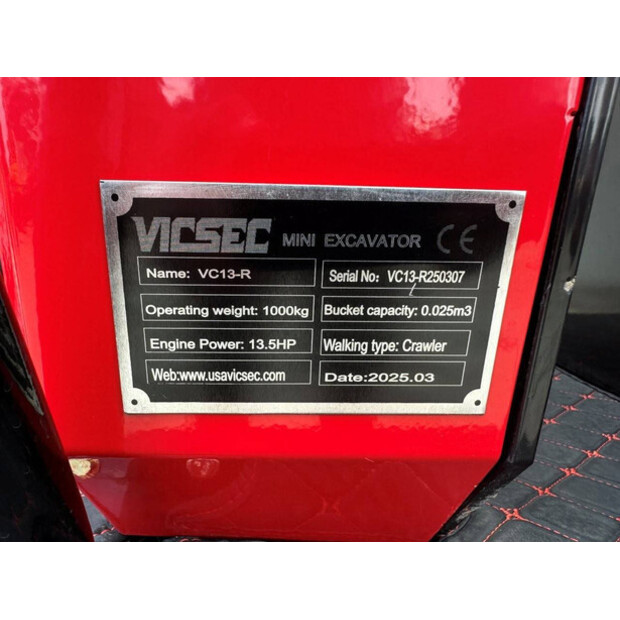 VICSEC MINI EXCAVATOR CE
Name: VC13-R
Serial No: VC13-R250307
Operating weight: 1000kg
Bucket capacity: 0.025m3
Engine Power: 13.5HP
Walking type: Crawler
Web:www.usavicsec.com
Date:2025.03